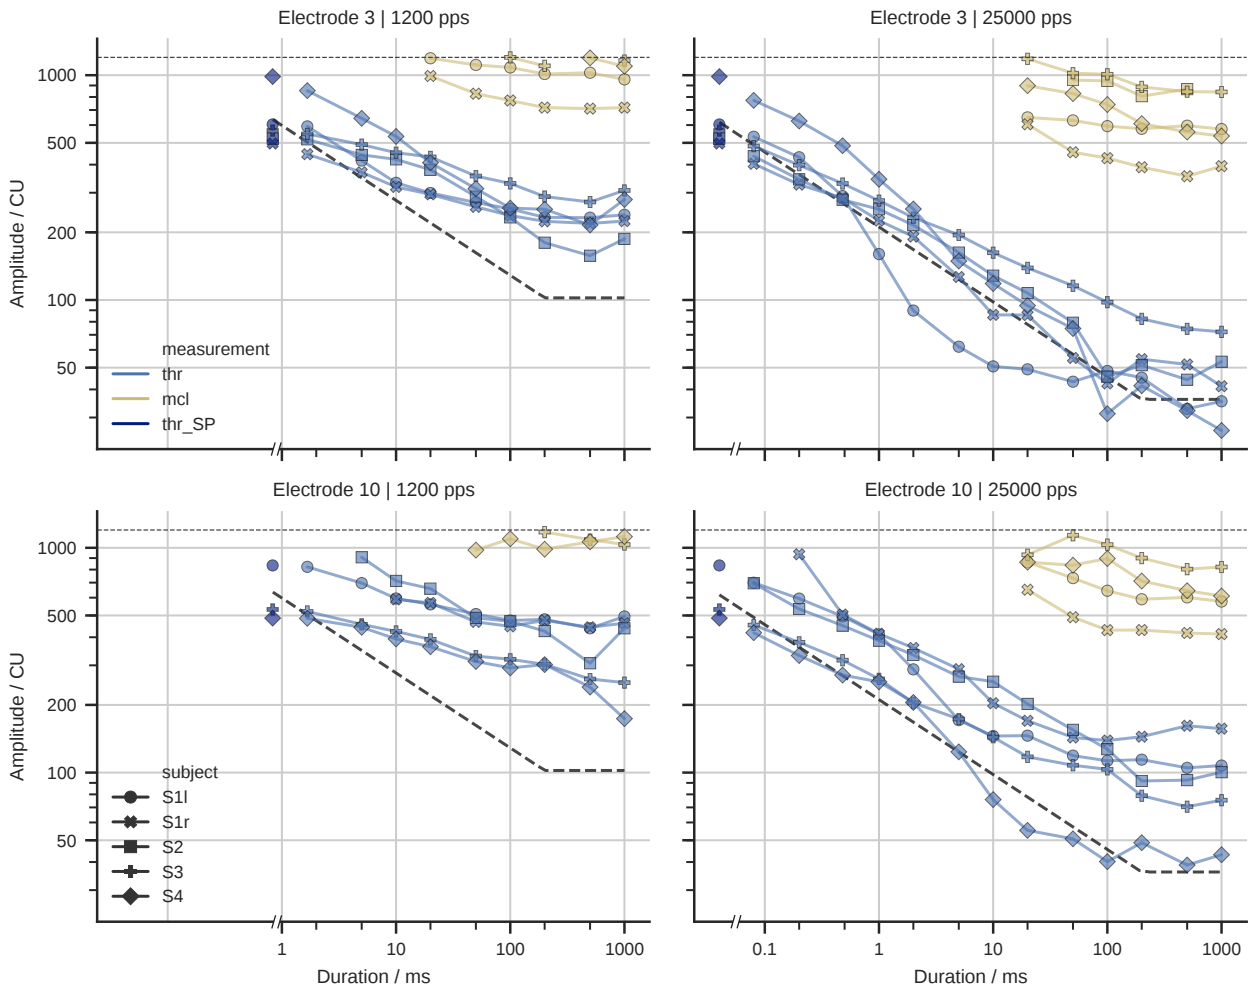 Electrode 3 | 1200 pps
Electrode 3 | 25000 pps
1000
500
200
100
50
Amplitude / CU
measurement
thr
mcl
thr_SP
Electrode 10 | 1200 pps
Electrode 10 | 25000 pps
1000
500
200
100
50
Amplitude / CU
subject
S1l
S1r
S2
S3
S4
1 10 100 1000
0.1 1 10 100 1000
Duration / ms
Duration / ms